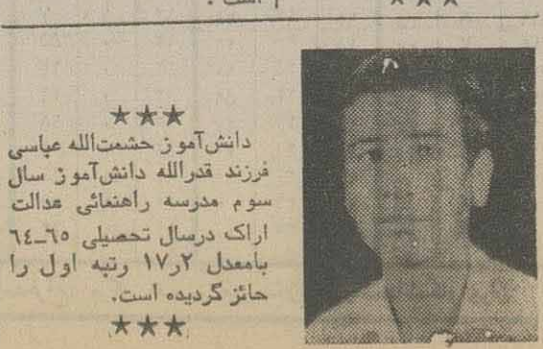 ★★★
★★★
دانش‌آموز حشمت‌الله عباسی
فرزند قدرالله دانش‌آموز سال
سوم مدرسه راهنمائی عدالت
اراک درسال تحصیلی ٦٥ـ٦٤
بامعدل ۲ر۱۷ رتبه اول را
حائز گردیده است.
★★★